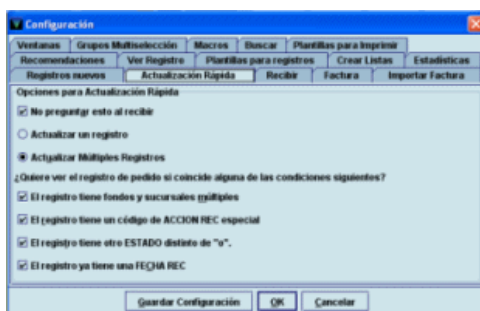 Configuración
Ventanas Grupos Multiselección Macros Buscar Plantillas para Imprimir
Recomendaciones Ver Registro Plantillas para registros Crear Listas Estadísticas
Registros nuevos Actualización Rápida Recibir Factura Importar Factura
Opciones para Actualización Rápida
No preguntar esto al recibir
Actualizar un registro
Actualizar Múltiples Registros
¿Quiere ver el registro de pedido si coincide alguna de las condiciones siguientes?
El registro tiene fondos y sucursales múltiples
El registro tiene un código de ACCION REC especial
El registro tiene otro ESTADO distinto de "o".
El registro ya tiene una FECHA REC
Guardar Configuración OK Cancelar